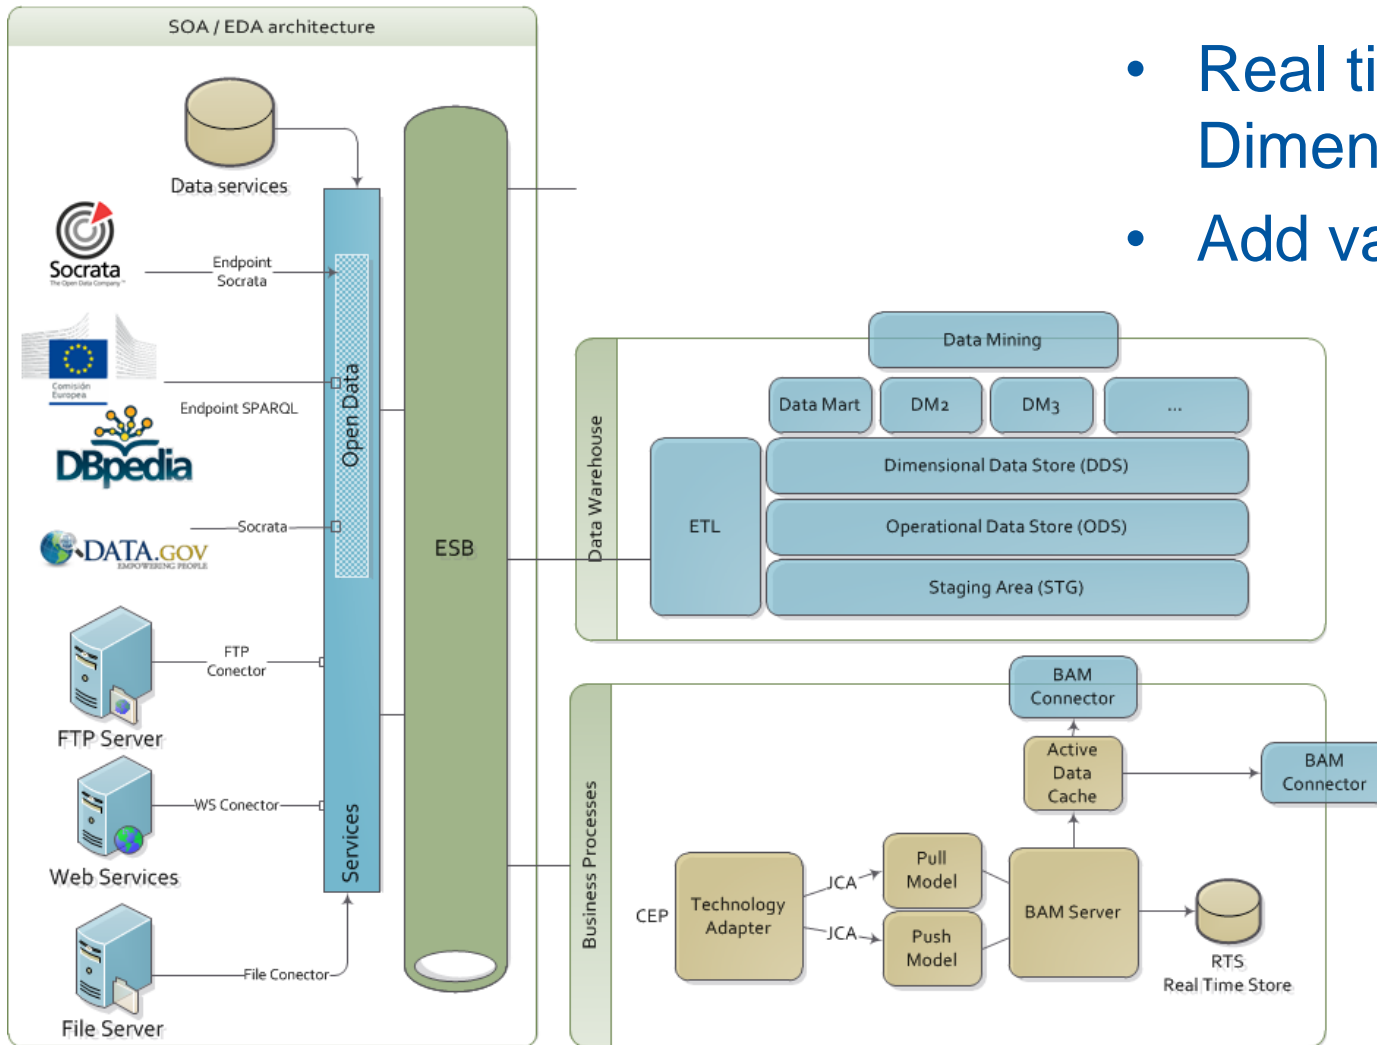 SOA / EDA architecture
Data services
Socrata
The Open Data Company™
Endpoint
Socrata
Comisión
Europea
Endpoint SPARQL
DBpedia
DATA.GOV
EMPOWERING PEOPLE
Socrata
FTP
Conector
FTP Server
WS Conector
Web Services
File Conector
File Server
Open Data
Services
ESB
• Real ti
Dimen
• Add va
Data Warehouse
Data Mining
Data Mart
DM2
DM3
...
ETL
Dimensional Data Store (DDS)
Operational Data Store (ODS)
Staging Area (STG)
Business Processes
BAM
Connector
Active
Data
Cache
BAM
Connector
CEP
Technology
Adapter
JCA
JCA
Pull
Model
Push
Model
BAM Server
RTS
Real Time Store